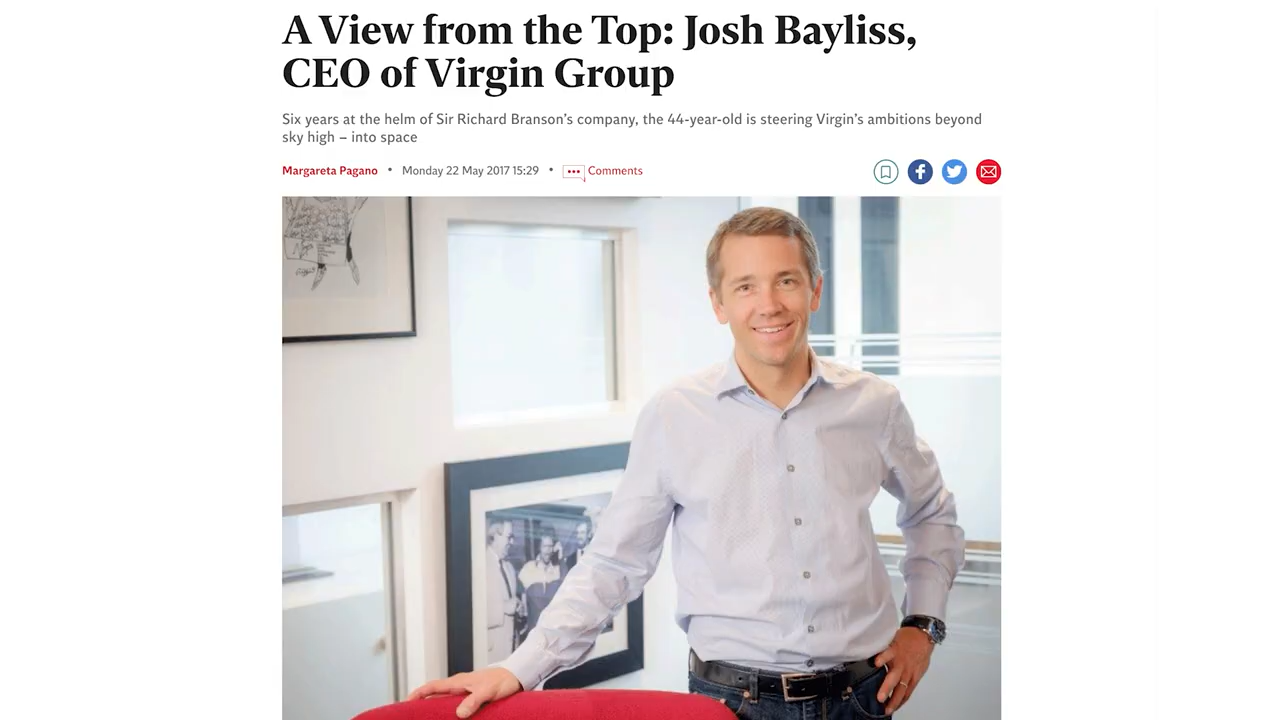 A View from the Top: Josh Bayliss,
CEO of Virgin Group
Six years at the helm of Sir Richard Branson’s company, the 44-year-old is steering Virgin’s ambitions beyond
sky high – into space
Margareta Pagano • Monday 22 May 2017 15:29 • Comments